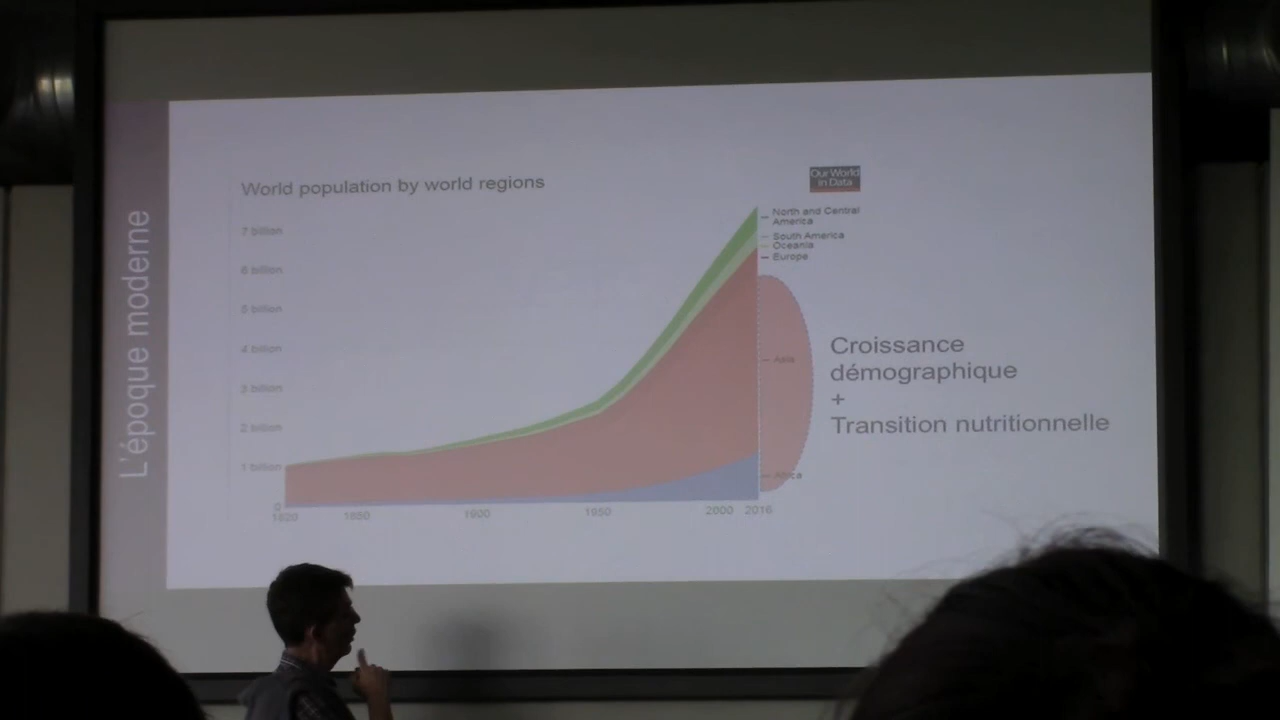 L'époque moderne
World population by world regions
Our World
in Data
7 billion
6 billion
5 billion
4 billion
3 billion
2 billion
1 billion
0
1820
1850
1900
1950
2000
2016
North and Central
America
South America
Oceania
Europe
Asia
Africa
Croissance
démographique
+
Transition nutritionnelle